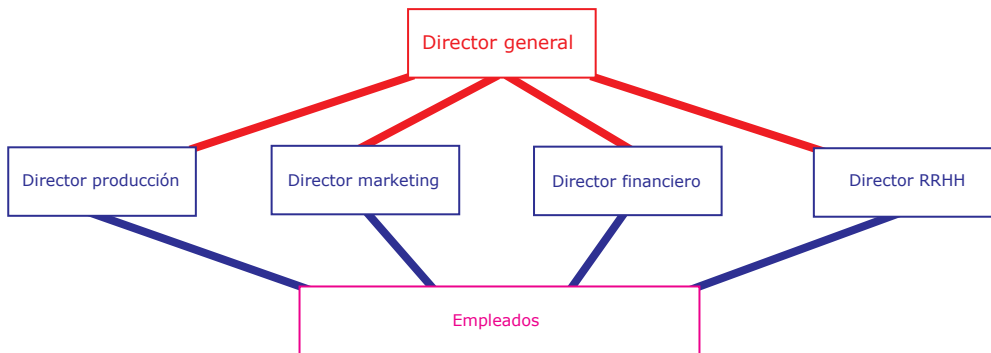 Director general
Director producción
Director marketing
Director financiero
Director RRHH
Empleados